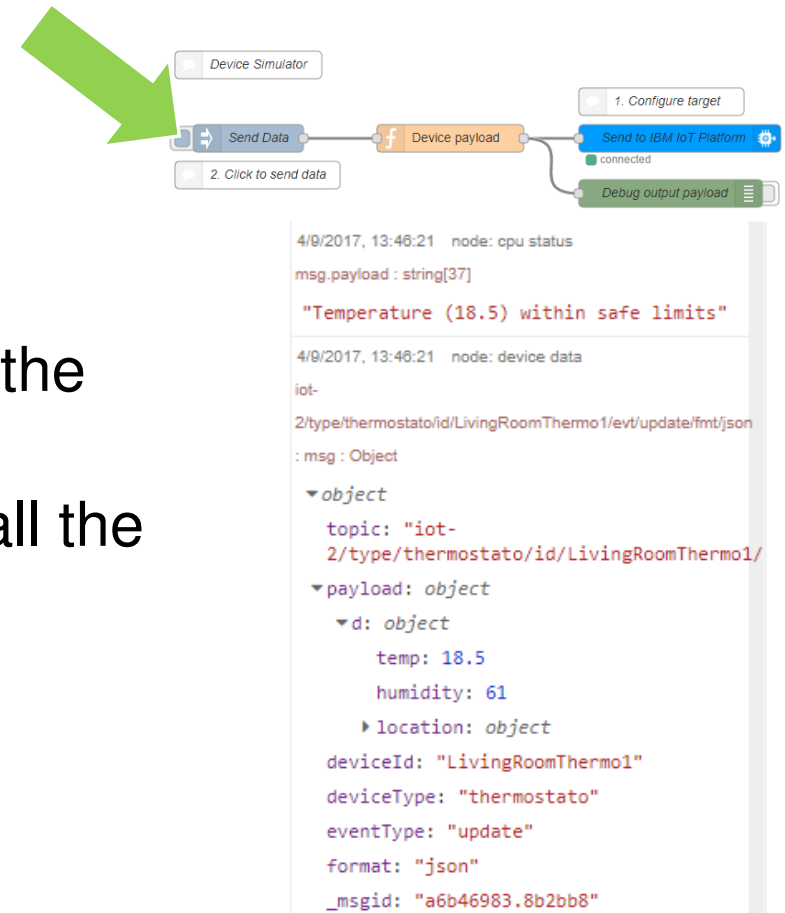 Device Simulator
1. Configure target
Send Data
Device payload
Send to IBM IoT Platform
connected
2. Click to send data
Debug output payload
4/9/2017, 13:46:21 node: cpu status
msg.payload : string[37]
"Temperature (18.5) within safe limits"
the
4/9/2017, 13:46:21 node: device data
iot-
2/type/thermostato/id/LivingRoomThermo1/evt/update/fmt/json
: msg : Object
all the
object
topic: "iot-
2/type/thermostato/id/LivingRoomThermo1/
payload: object
d: object
temp: 18.5
humidity: 61
location: object
deviceId: "LivingRoomThermo1"
deviceType: "thermostato"
eventType: "update"
format: "json"
_msgid: "a6b46983.8b2bb8"